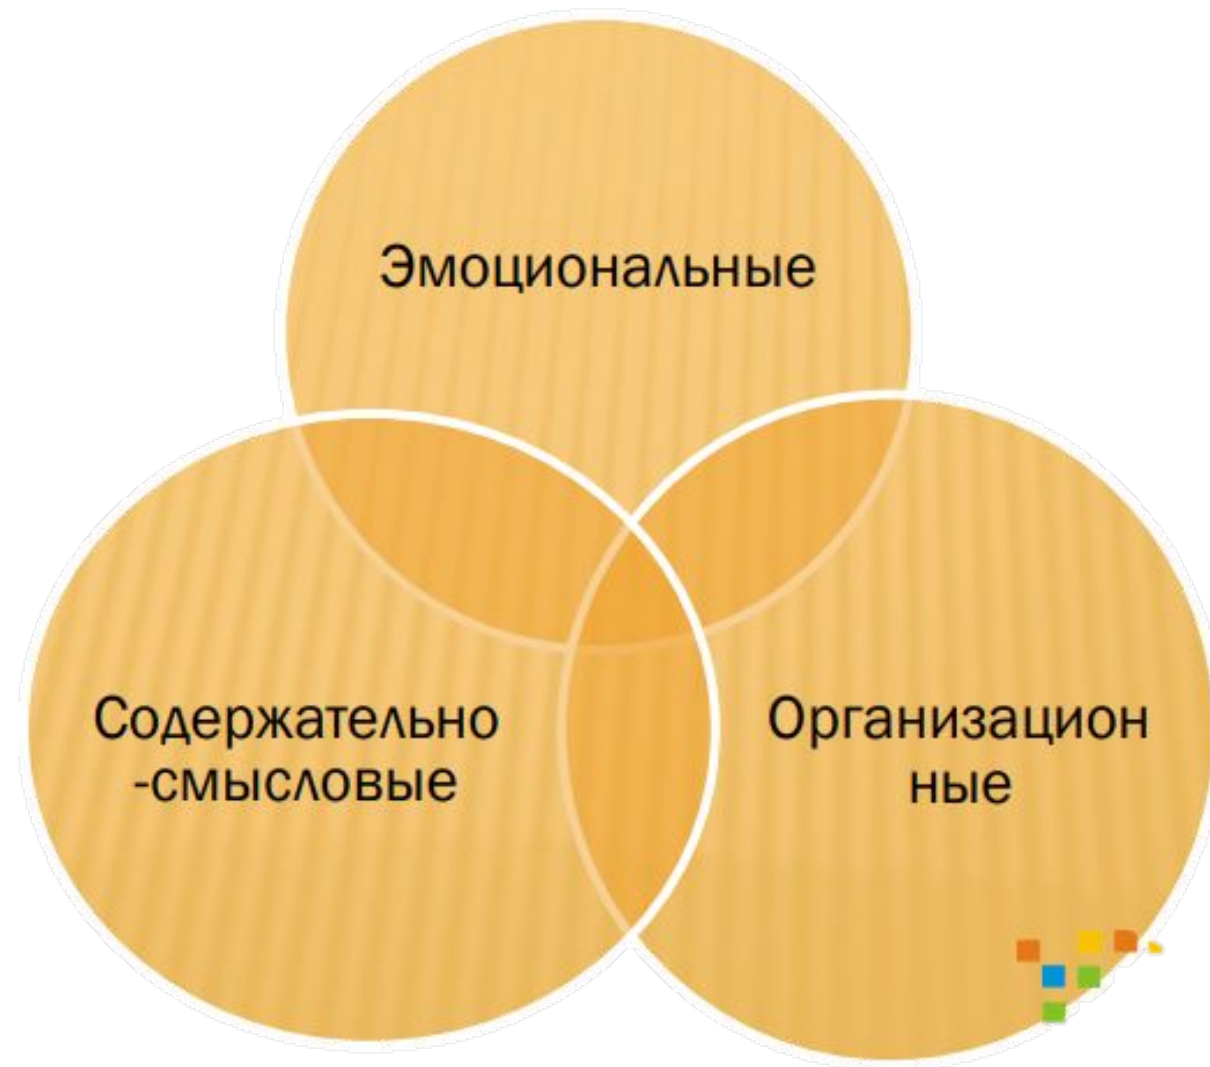 Эмоциональные
Содержательно
-смысловые
Организацион
ные